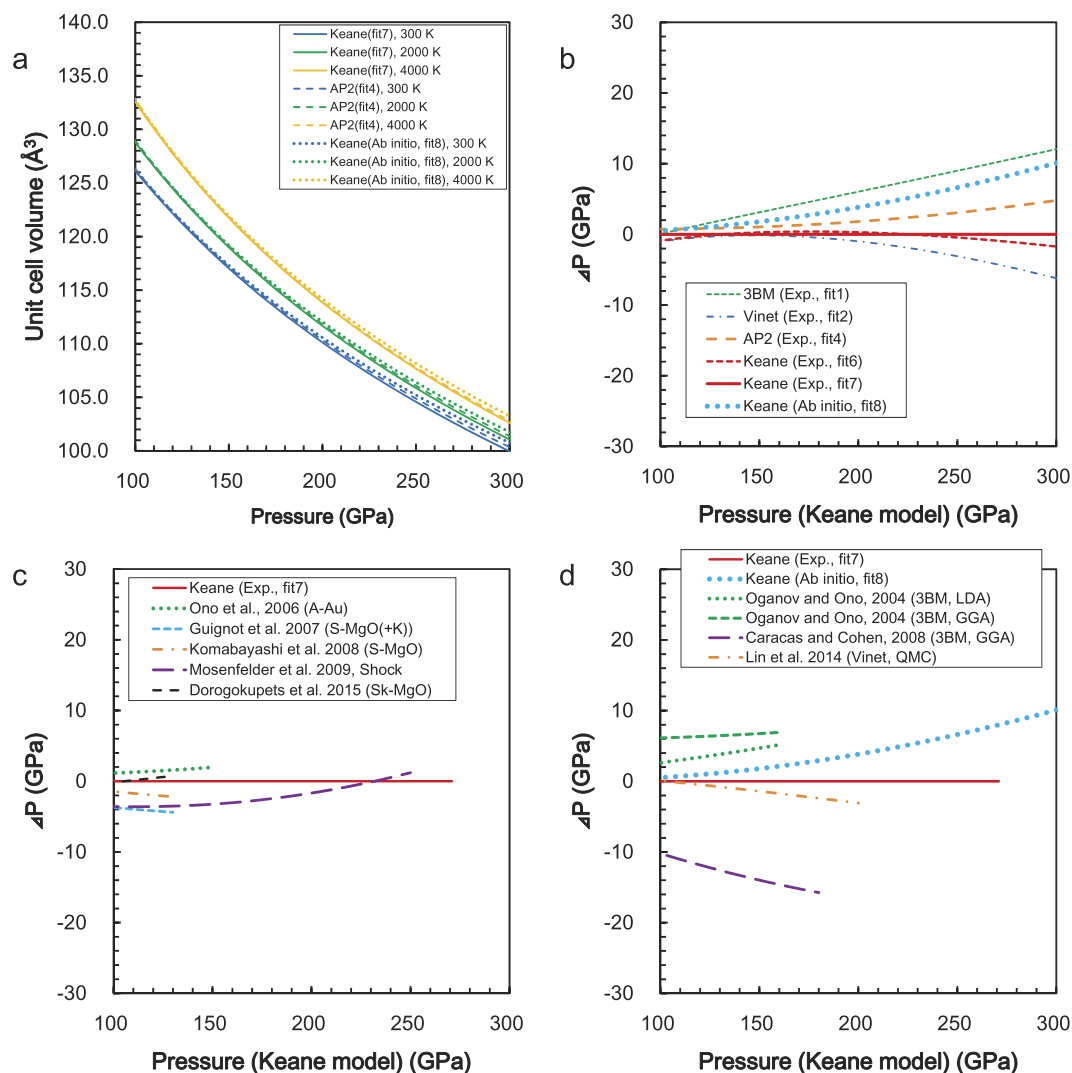 a
140.0
135.0
130.0
125.0
120.0
115.0
110.0
105.0
100.0
Unit cell volume (Å³)
Keane(fit7), 300 K
Keane(fit7), 2000 K
Keane(fit7), 4000 K
AP2(fit4), 300 K
AP2(fit4), 2000 K
AP2(fit4), 4000 K
Keane(Ab initio, fit8), 300 K
Keane(Ab initio, fit8), 2000 K
Keane(Ab initio, fit8), 4000 K
100 150 200 250 300
Pressure (GPa)
b
30
20
10
0
-10
-20
-30
⊿P (GPa)
3BM (Exp., fit1)
Vinet (Exp., fit2)
AP2 (Exp., fit4)
Keane (Exp., fit6)
Keane (Exp., fit7)
Keane (Ab initio, fit8)
100 150 200 250 300
Pressure (Keane model) (GPa)
c
30
20
10
0
-10
-20
-30
⊿P (GPa)
Keane (Exp., fit7)
Ono et al., 2006 (A-Au)
Guignot et al. 2007 (S-MgO(+K))
Komabayashi et al. 2008 (S-MgO)
Mosenfelder et al. 2009, Shock
Dorogokupets et al. 2015 (Sk-MgO)
100 150 200 250 300
Pressure (Keane model) (GPa)
d
30
20
10
0
-10
-20
-30
⊿P (GPa)
Keane (Exp., fit7)
Keane (Ab initio, fit8)
Oganov and Ono, 2004 (3BM, LDA)
Oganov and Ono, 2004 (3BM, GGA)
Caracas and Cohen, 2008 (3BM, GGA)
Lin et al. 2014 (Vinet, QMC)
100 150 200 250 300
Pressure (Keane model) (GPa)